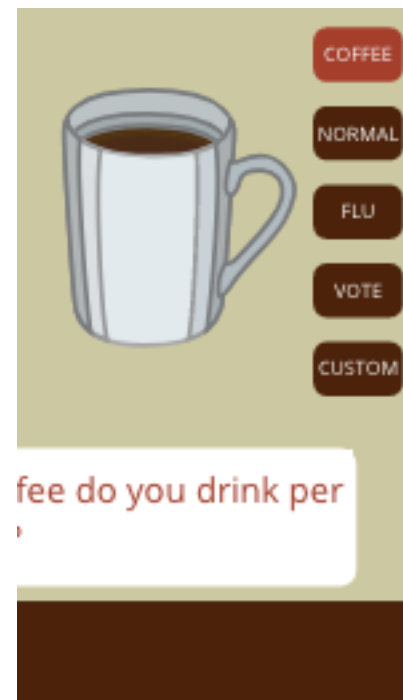 COFFEE
NORMAL
FLU
VOTE
CUSTOM
fee do you drink per